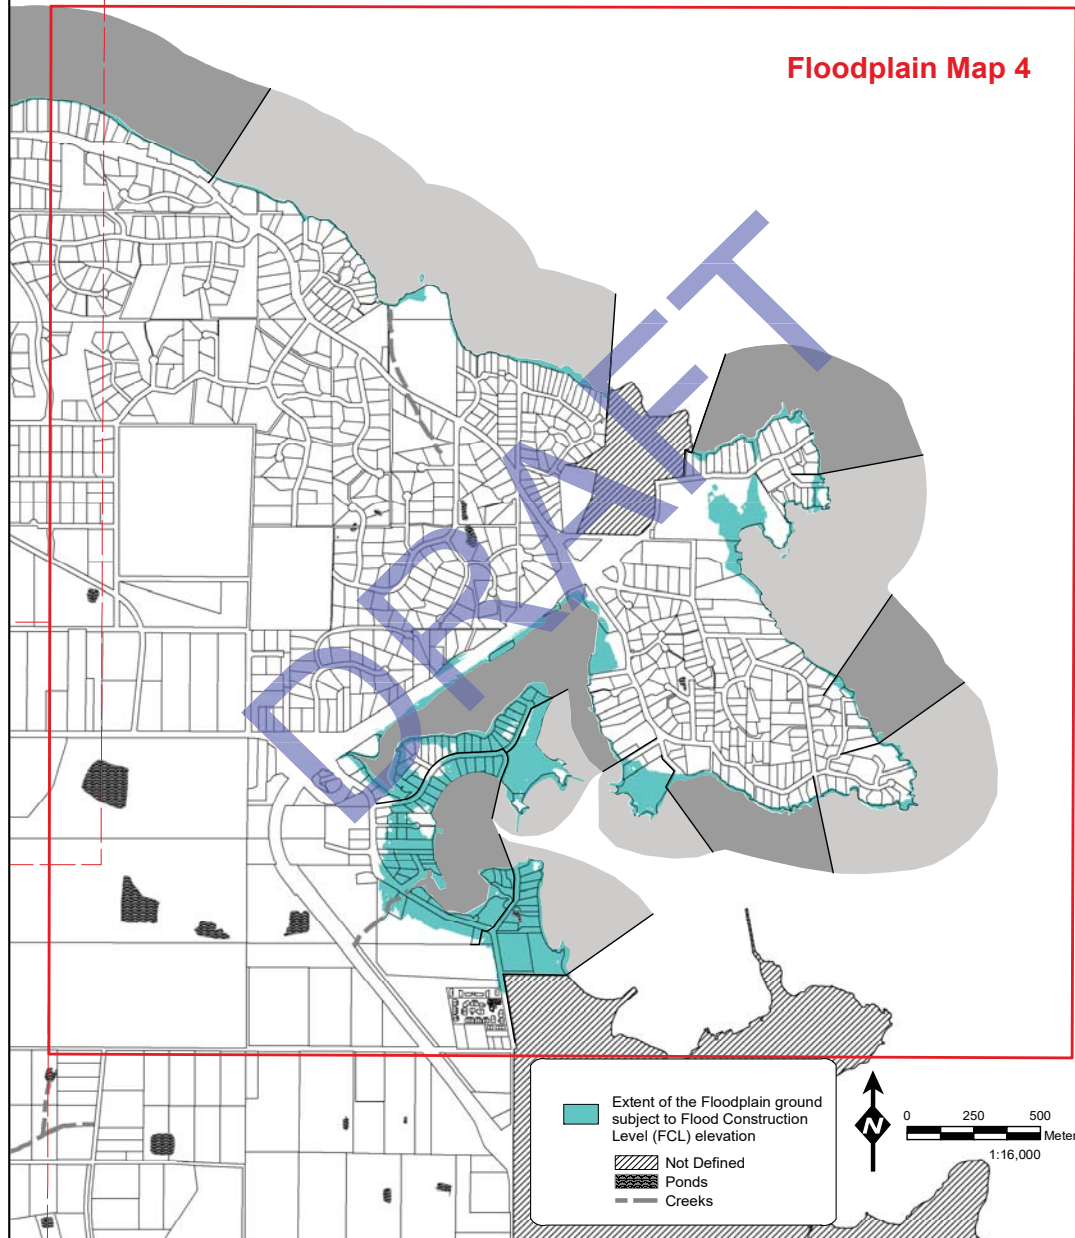 Floodplain Map 4
DRAFT
Extent of the Floodplain ground
subject to Flood Construction
Level (FCL) elevation
Not Defined
Ponds
Creeks
N
0 250 500
Meter
1:16,000